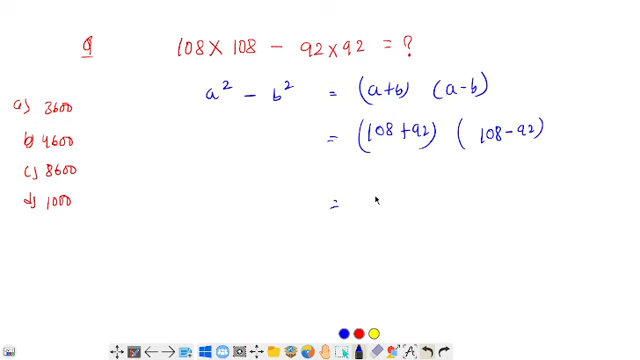 Q 108 × 108 - 92 × 92 = ?
a² - b² = (a+b) (a-b)
= (108+92) (108-92)
=
a) 3600
b) 4600
c) 8600
d) 1000